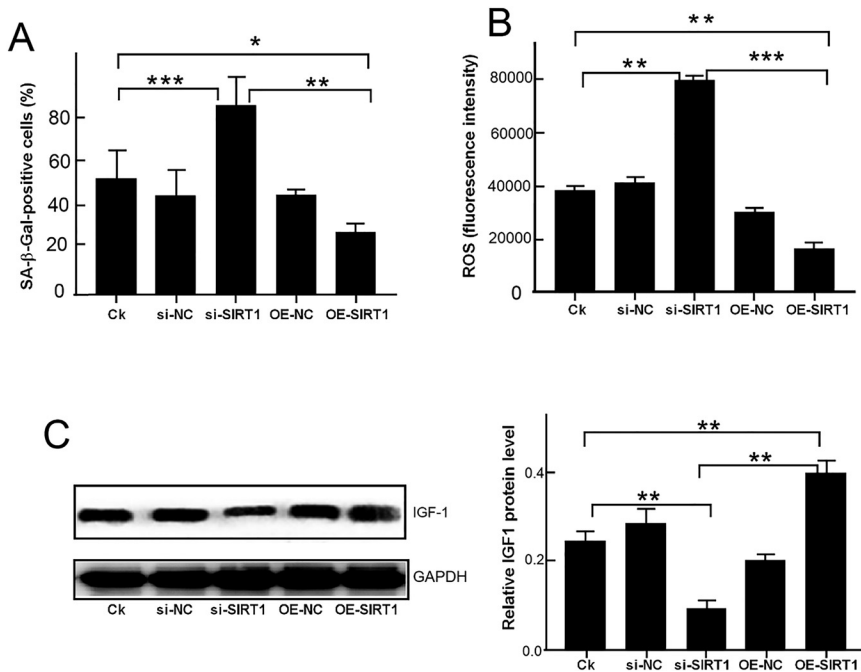 A
SA-β-Gal-positive cells (%)
80
60
40
20
0
*
***
**
Ck
si-NC
si-SIRT1
OE-NC
OE-SIRT1
B
ROS (fluorescence intensity)
80000
60000
40000
20000
0
**
**
***
Ck
si-NC
si-SIRT1
OE-NC
OE-SIRT1
C
IGF-1
GAPDH
Ck
si-NC
si-SIRT1
OE-NC
OE-SIRT1
Relative IGF1 protein level
0.4
0.2
0.0
**
**
**
Ck
si-NC
si-SIRT1
OE-NC
OE-SIRT1